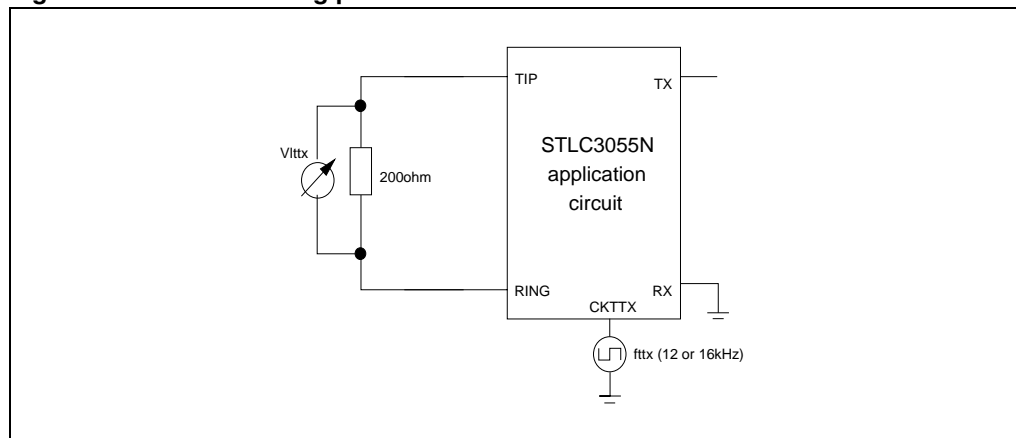 TIP
TX
Vlttx
STLC3055N
application
circuit
200ohm
RING
RX
CKTTX
fttx (12 or 16kHz)